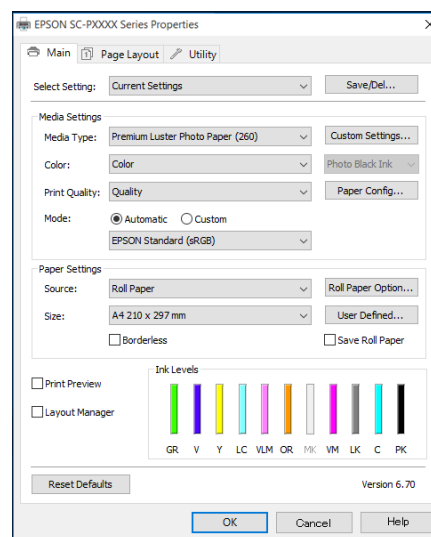 EPSON SC-PXXXX Series Properties
Main Page Layout Utility
Select Setting: Current Settings Save/Del...
Media Settings
Media Type: Premium Luster Photo Paper (260) Custom Settings...
Color: Color Photo Black Ink
Print Quality: Quality Paper Config...
Mode: Automatic Custom
EPSON Standard (sRGB)
Paper Settings
Source: Roll Paper Roll Paper Option...
Size: A4 210 x 297 mm User Defined...
Borderless Save Roll Paper
Ink Levels
Print Preview
Layout Manager
GR V Y LC VLM OR MK VM LK C PK
Reset Defaults Version 6.70
OK Cancel Help